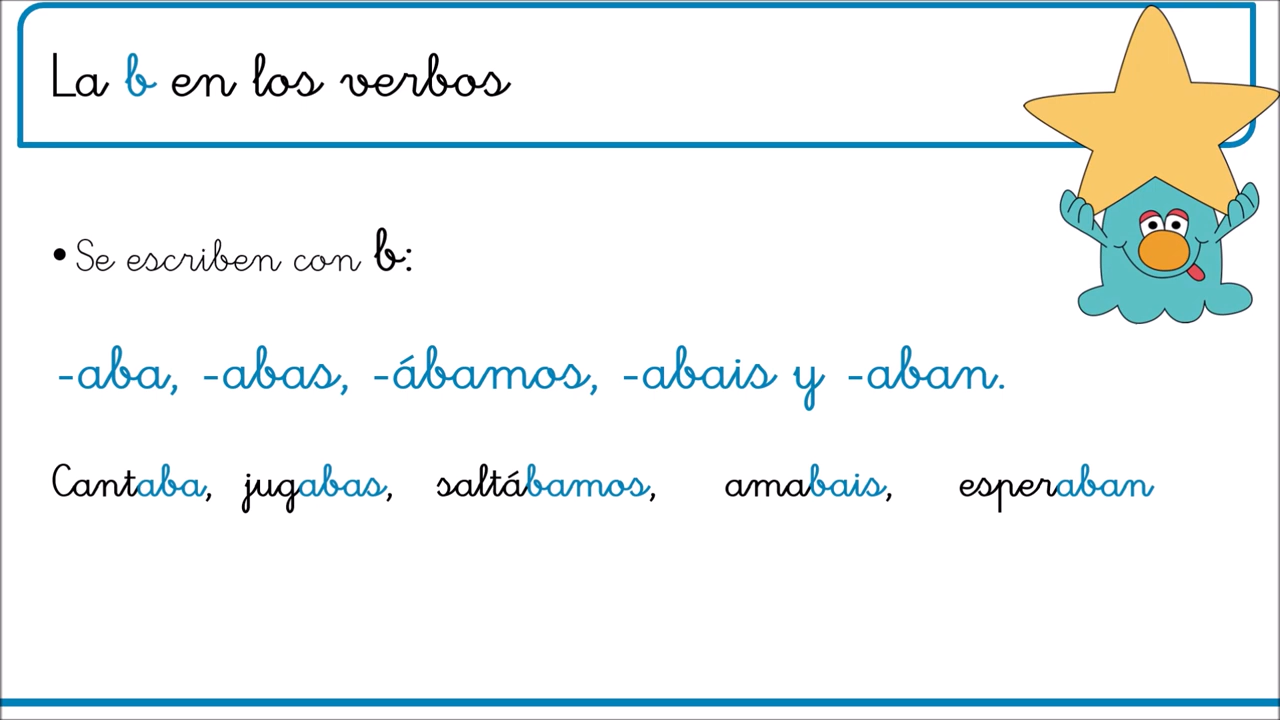 La b en los verbos
• Se escriben con b:
-aba, -abas, -ábamos, -abais y -aban.
Cantaba, jugabas, saltábamos, amabais, esperaban